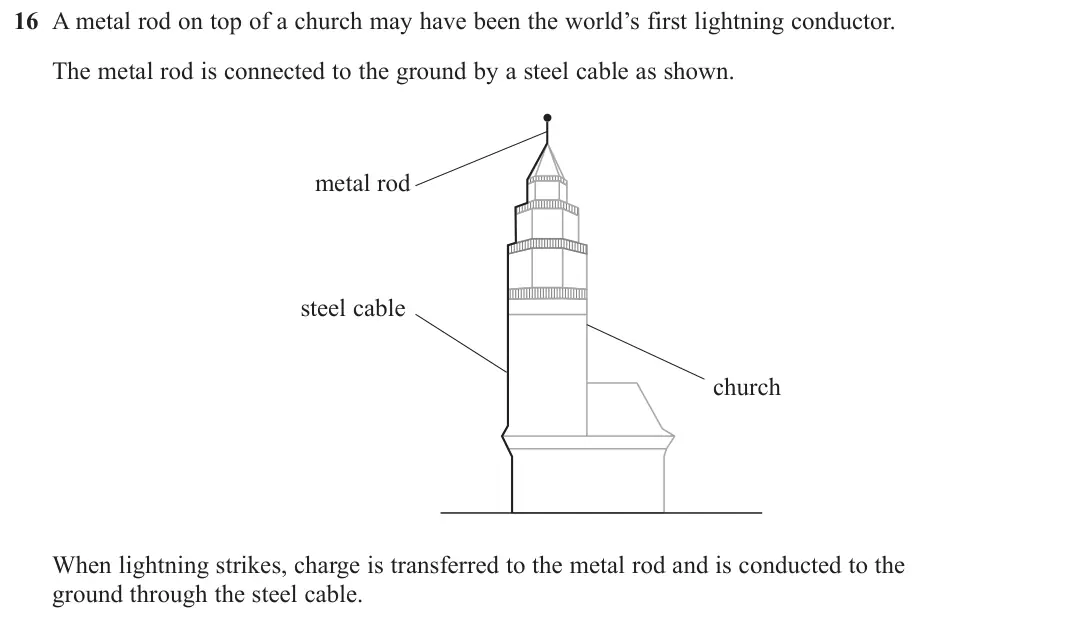 16 A metal rod on top of a church may have been the world’s first lightning conductor.
The metal rod is connected to the ground by a steel cable as shown.
metal rod
steel cable
church
When lightning strikes, charge is transferred to the metal rod and is conducted to the
ground through the steel cable.